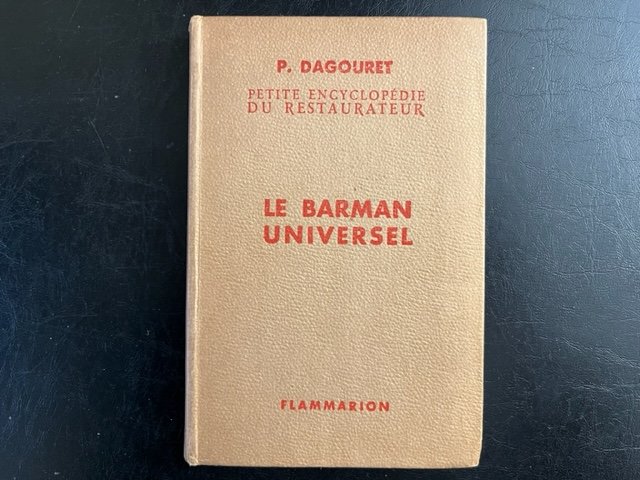 P. DAGOURET
PETITE ENCYCLOPÉDIE
DU RESTAURATEUR
LE BARMAN
UNIVERSEL
FLAMMARION